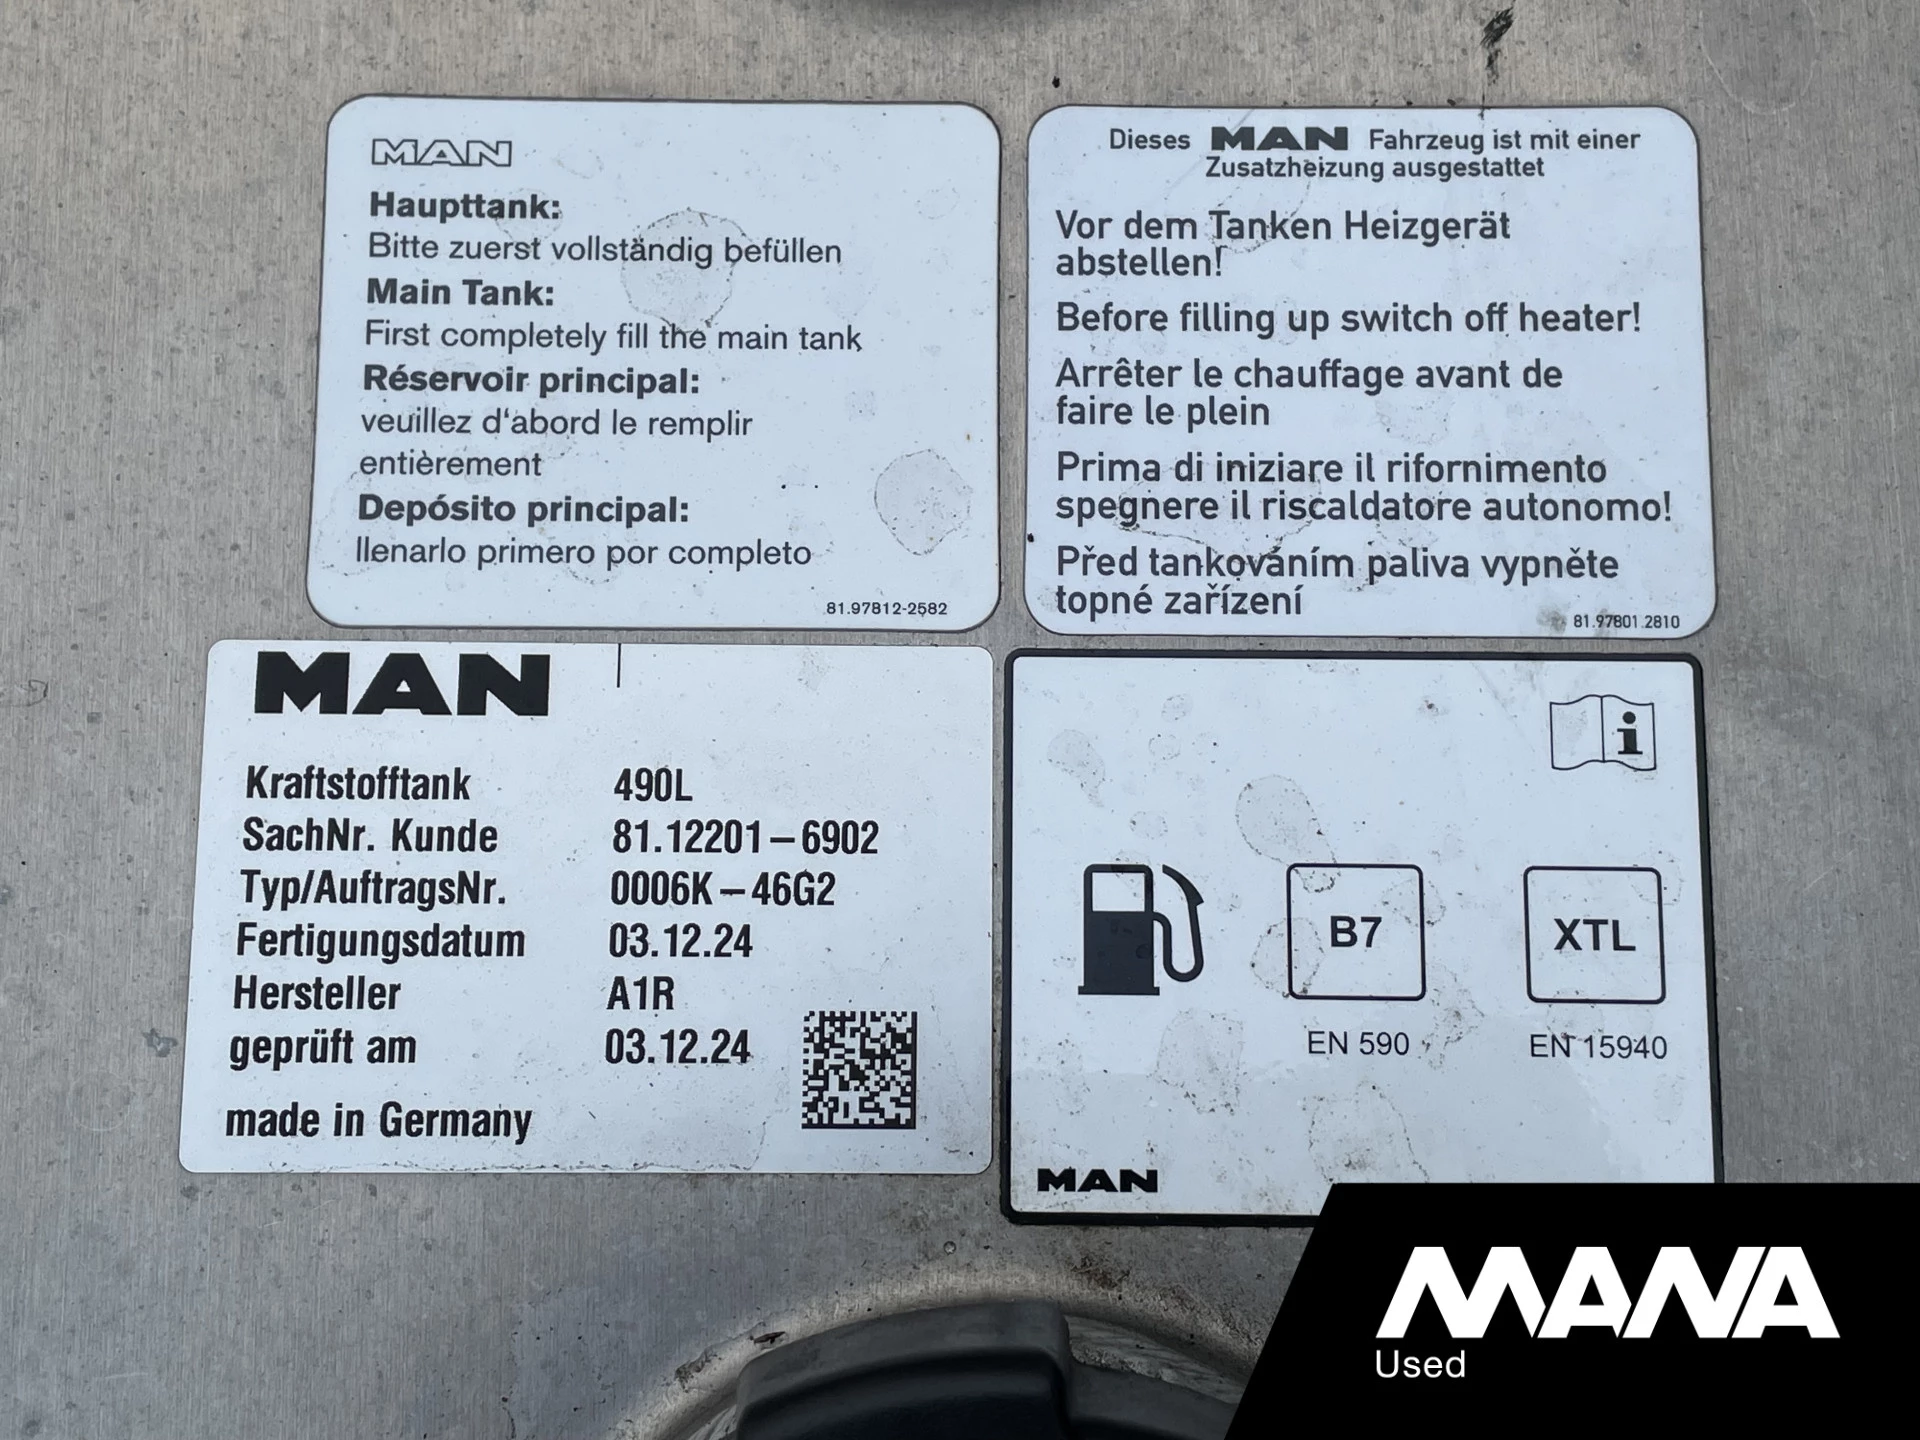 MAN
Haupttank:
Bitte zuerst vollständig befüllen
Main Tank:
First completely fill the main tank
Réservoir principal:
veuillez d‘abord le remplir
entièrement
Depósito principal:
llenarlo primero por completo
81.97812-2582
Dieses MAN Fahrzeug ist mit einer
Zusatzheizung ausgestattet
Vor dem Tanken Heizgerät
abstellen!
Before filling up switch off heater!
Arrêter le chauffage avant de
faire le plein
Prima di iniziare il rifornimento
spegnere il riscaldatore autonomo!
Před tankováním paliva vypněte
topné zařízení
81.97801.2810
MAN
Kraftstofftank 490L
SachNr. Kunde 81.12201-6902
Typ/AuftragsNr. 0006K-46G2
Fertigungsdatum 03.12.24
Hersteller A1R
geprüft am 03.12.24
made in Germany
i
B7 XTL
EN 590 EN 15940
MAN
MANA
Used